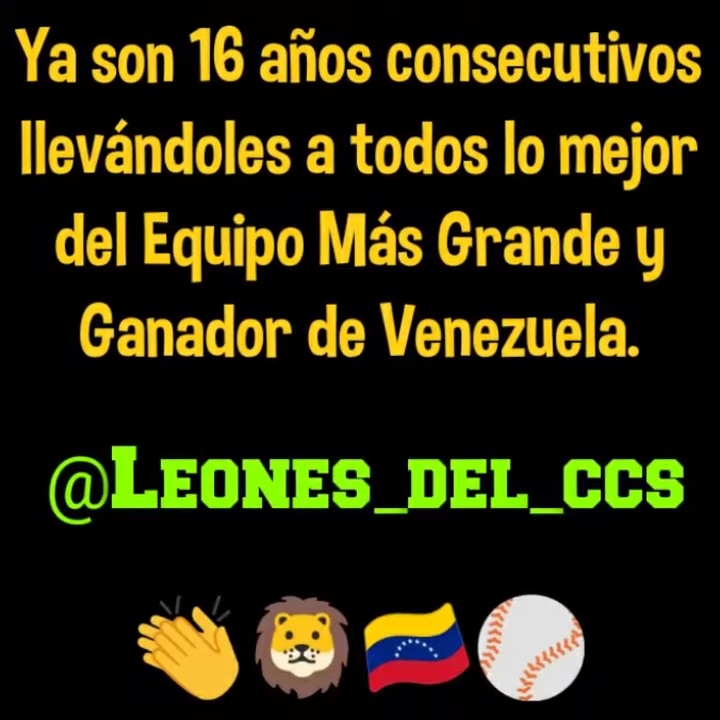 Ya son 16 años consecutivos
llevándoles a todos lo mejor
del Equipo Más Grande y
Ganador de Venezuela.
@LEONES_DEL_CCS